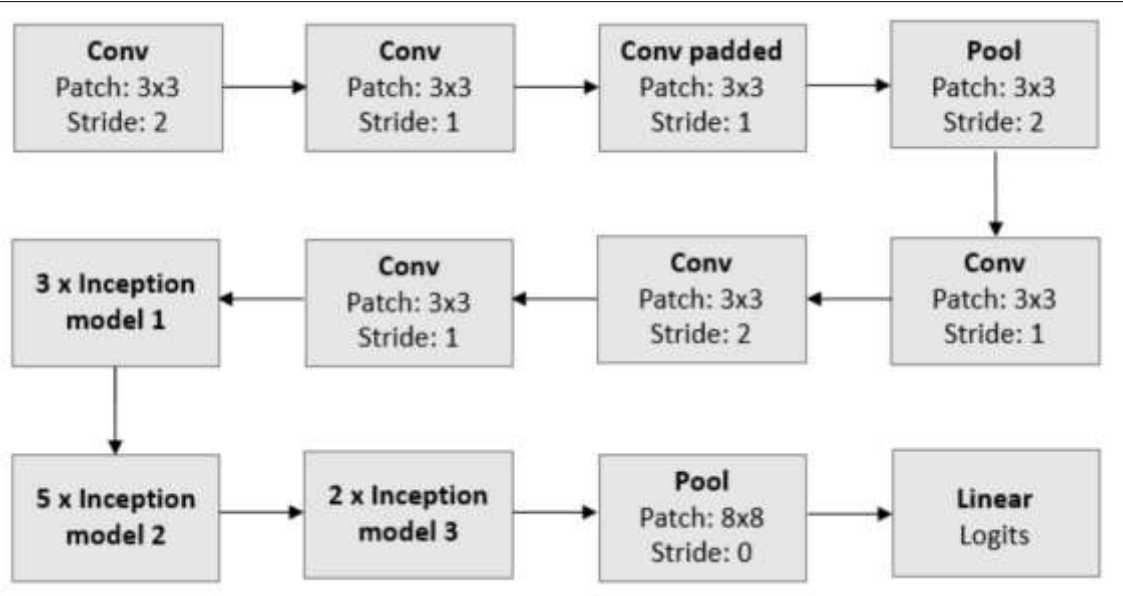 Conv
Patch: 3x3
Stride: 2
Conv
Patch: 3x3
Stride: 1
Conv padded
Patch: 3x3
Stride: 1
Pool
Patch: 3x3
Stride: 2
Conv
Patch: 3x3
Stride: 1
Conv
Patch: 3x3
Stride: 2
Conv
Patch: 3x3
Stride: 1
3 x Inception
model 1
5 x Inception
model 2
2 x Inception
model 3
Pool
Patch: 8x8
Stride: 0
Linear
Logits